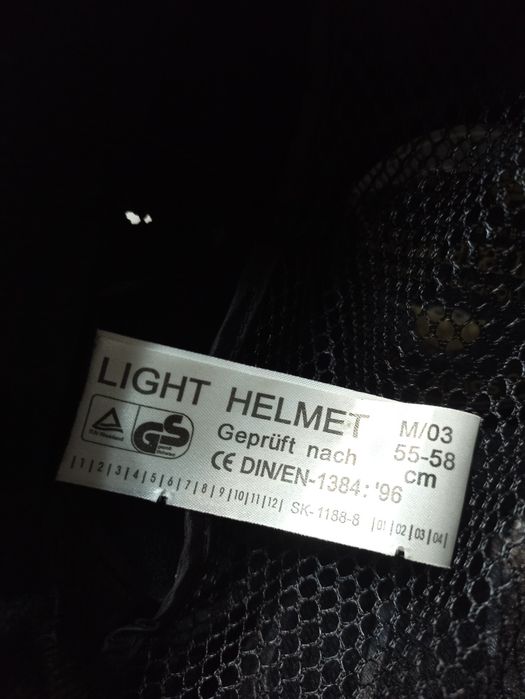 LIGHT HELMET
M/03
55-58
cm
GS
Geprüft nach
CE DIN/EN-1384: '96
|1|2|3|4|5|6|7|8|9|10|11|12| SK-1188-8 |01|02|03|04|